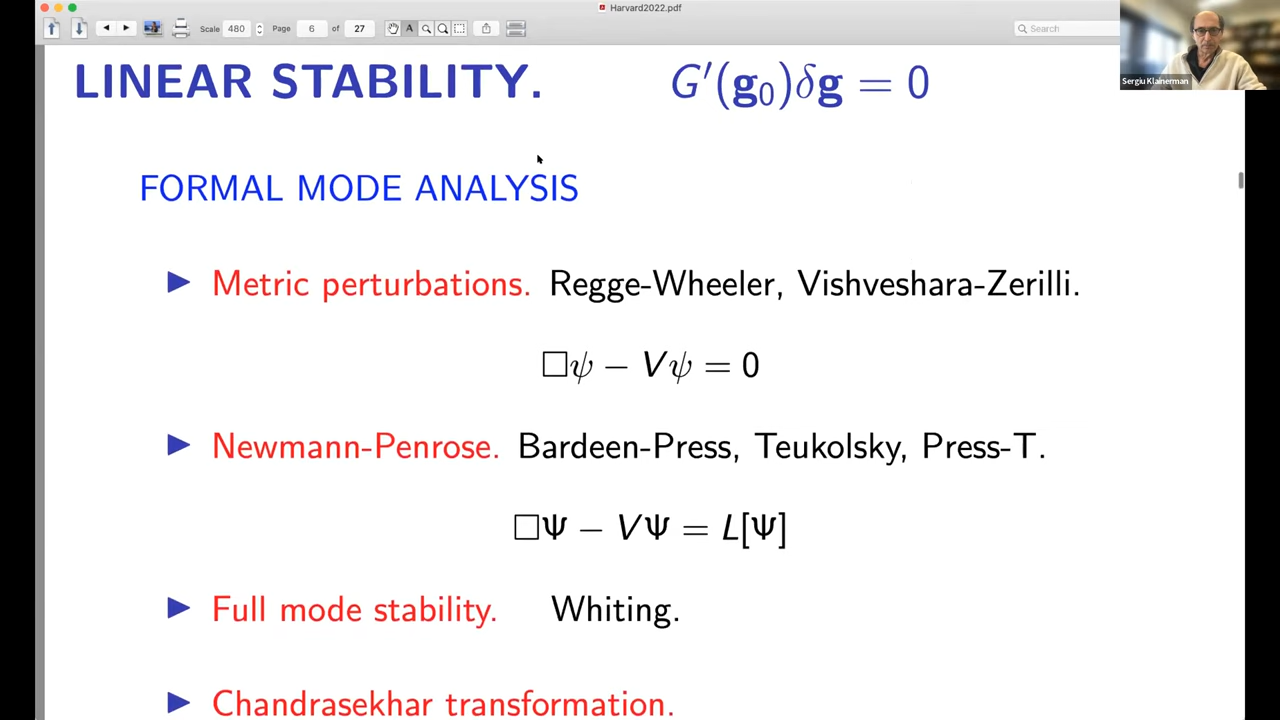 Harvard2022.pdf
Scale 480 Page 6 of 27 Search
Sergiu Klainerman
LINEAR STABILITY. G′(g₀)δg = 0
FORMAL MODE ANALYSIS
▶ Metric perturbations. Regge-Wheeler, Vishveshara-Zerilli.
□ψ − Vψ = 0
▶ Newmann-Penrose. Bardeen-Press, Teukolsky, Press-T.
□Ψ − VΨ = L[Ψ]
▶ Full mode stability. Whiting.
▶ Chandrasekhar transformation.